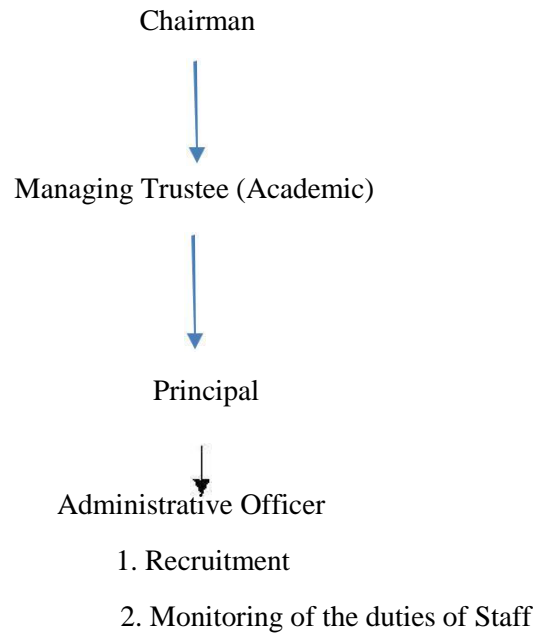 Chairman
Managing Trustee (Academic)
Principal
Administrative Officer
1. Recruitment
2. Monitoring of the duties of Staff